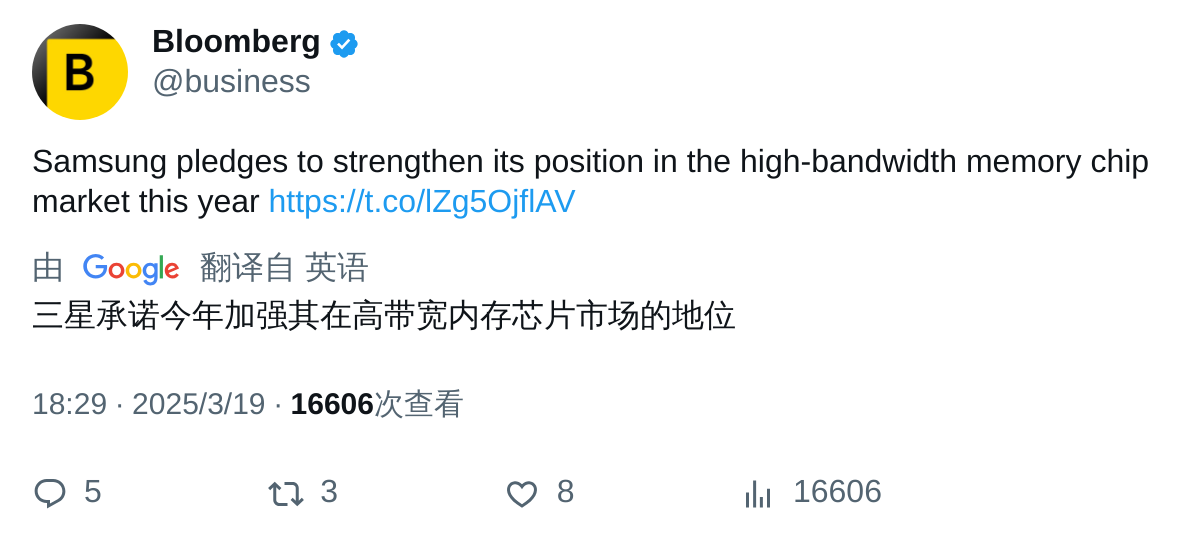 B
Bloomberg
@business
Samsung pledges to strengthen its position in the high-bandwidth memory chip
market this year https://t.co/lZg5OjflAV
由 Google 翻译自 英语
三星承诺今年加强其在高带宽内存芯片市场的地位
18:29 · 2025/3/19 · 16606次查看
5 3 8 16606